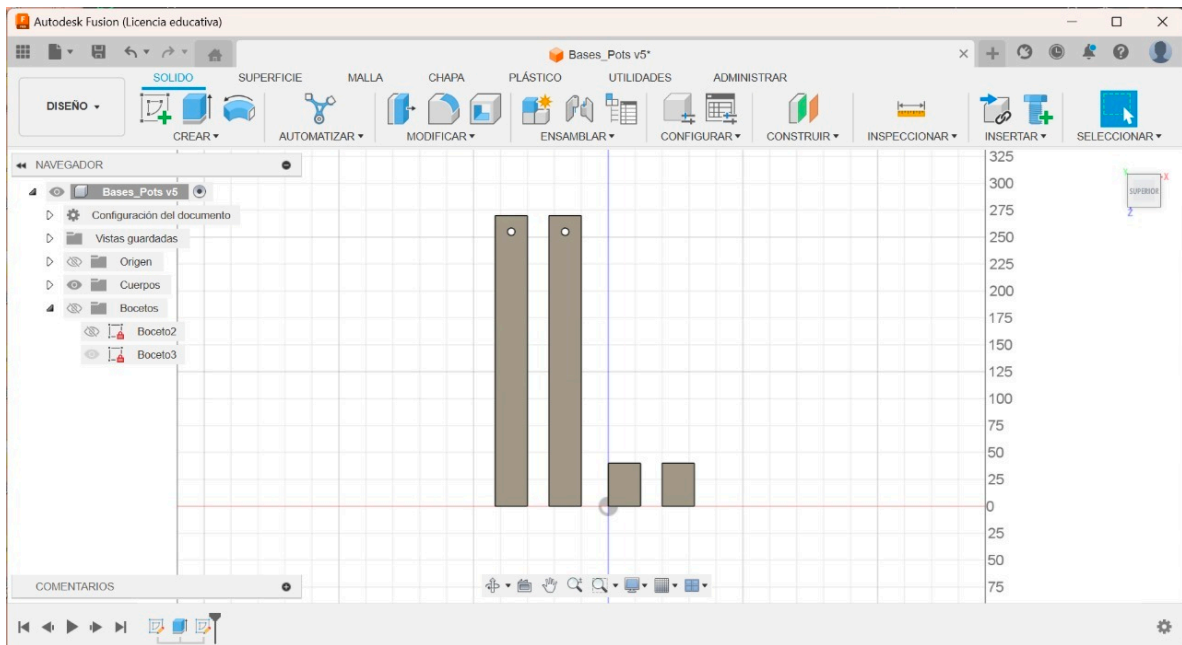 Autodesk Fusion (Licencia educativa)
Bases_Pots v5*
SOLIDO SUPERFICIE MALLA CHAPA PLÁSTICO UTILIDADES ADMINISTRAR
DISEÑO
CREAR AUTOMATIZAR MODIFICAR ENSAMBLAR CONFIGURAR CONSTRUIR INSPECCIONAR INSERTAR SELECCIONAR
NAVEGADOR
Bases_Pots v5
Configuración del documento
Vistas guardadas
Origen
Cuerpos
Bocetos
Boceto2
Boceto3
325
300
275
250
225
200
175
150
125
100
75
50
25
0
25
50
75
Y
X
SUPERIOR
Z
COMENTARIOS